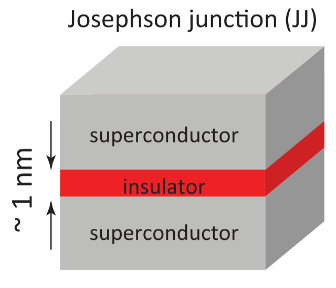 Josephson junction (JJ)
superconductor
~ 1 nm
insulator
superconductor